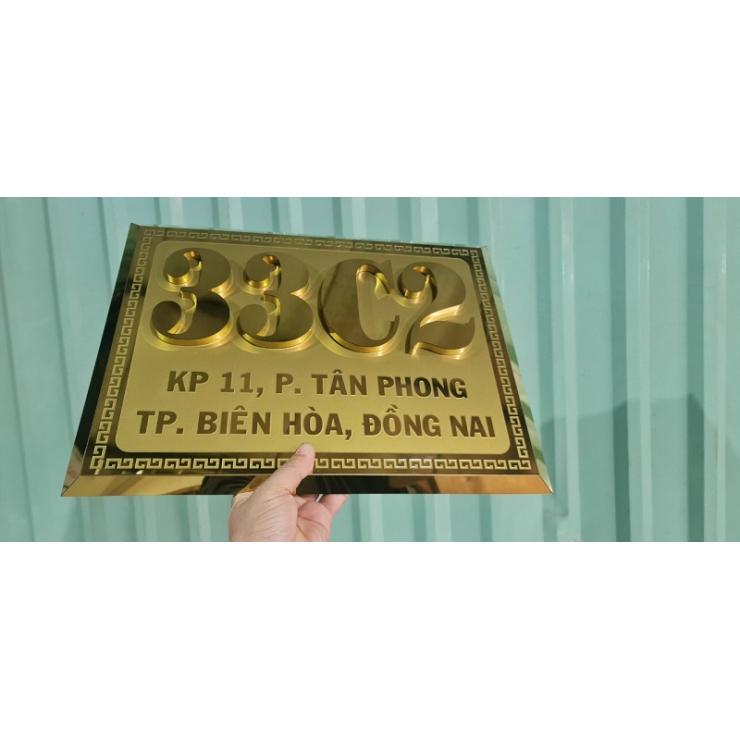 33C2
KP 11, P. TÂN PHONG
TP. BIÊN HÒA, ĐỒNG NAI